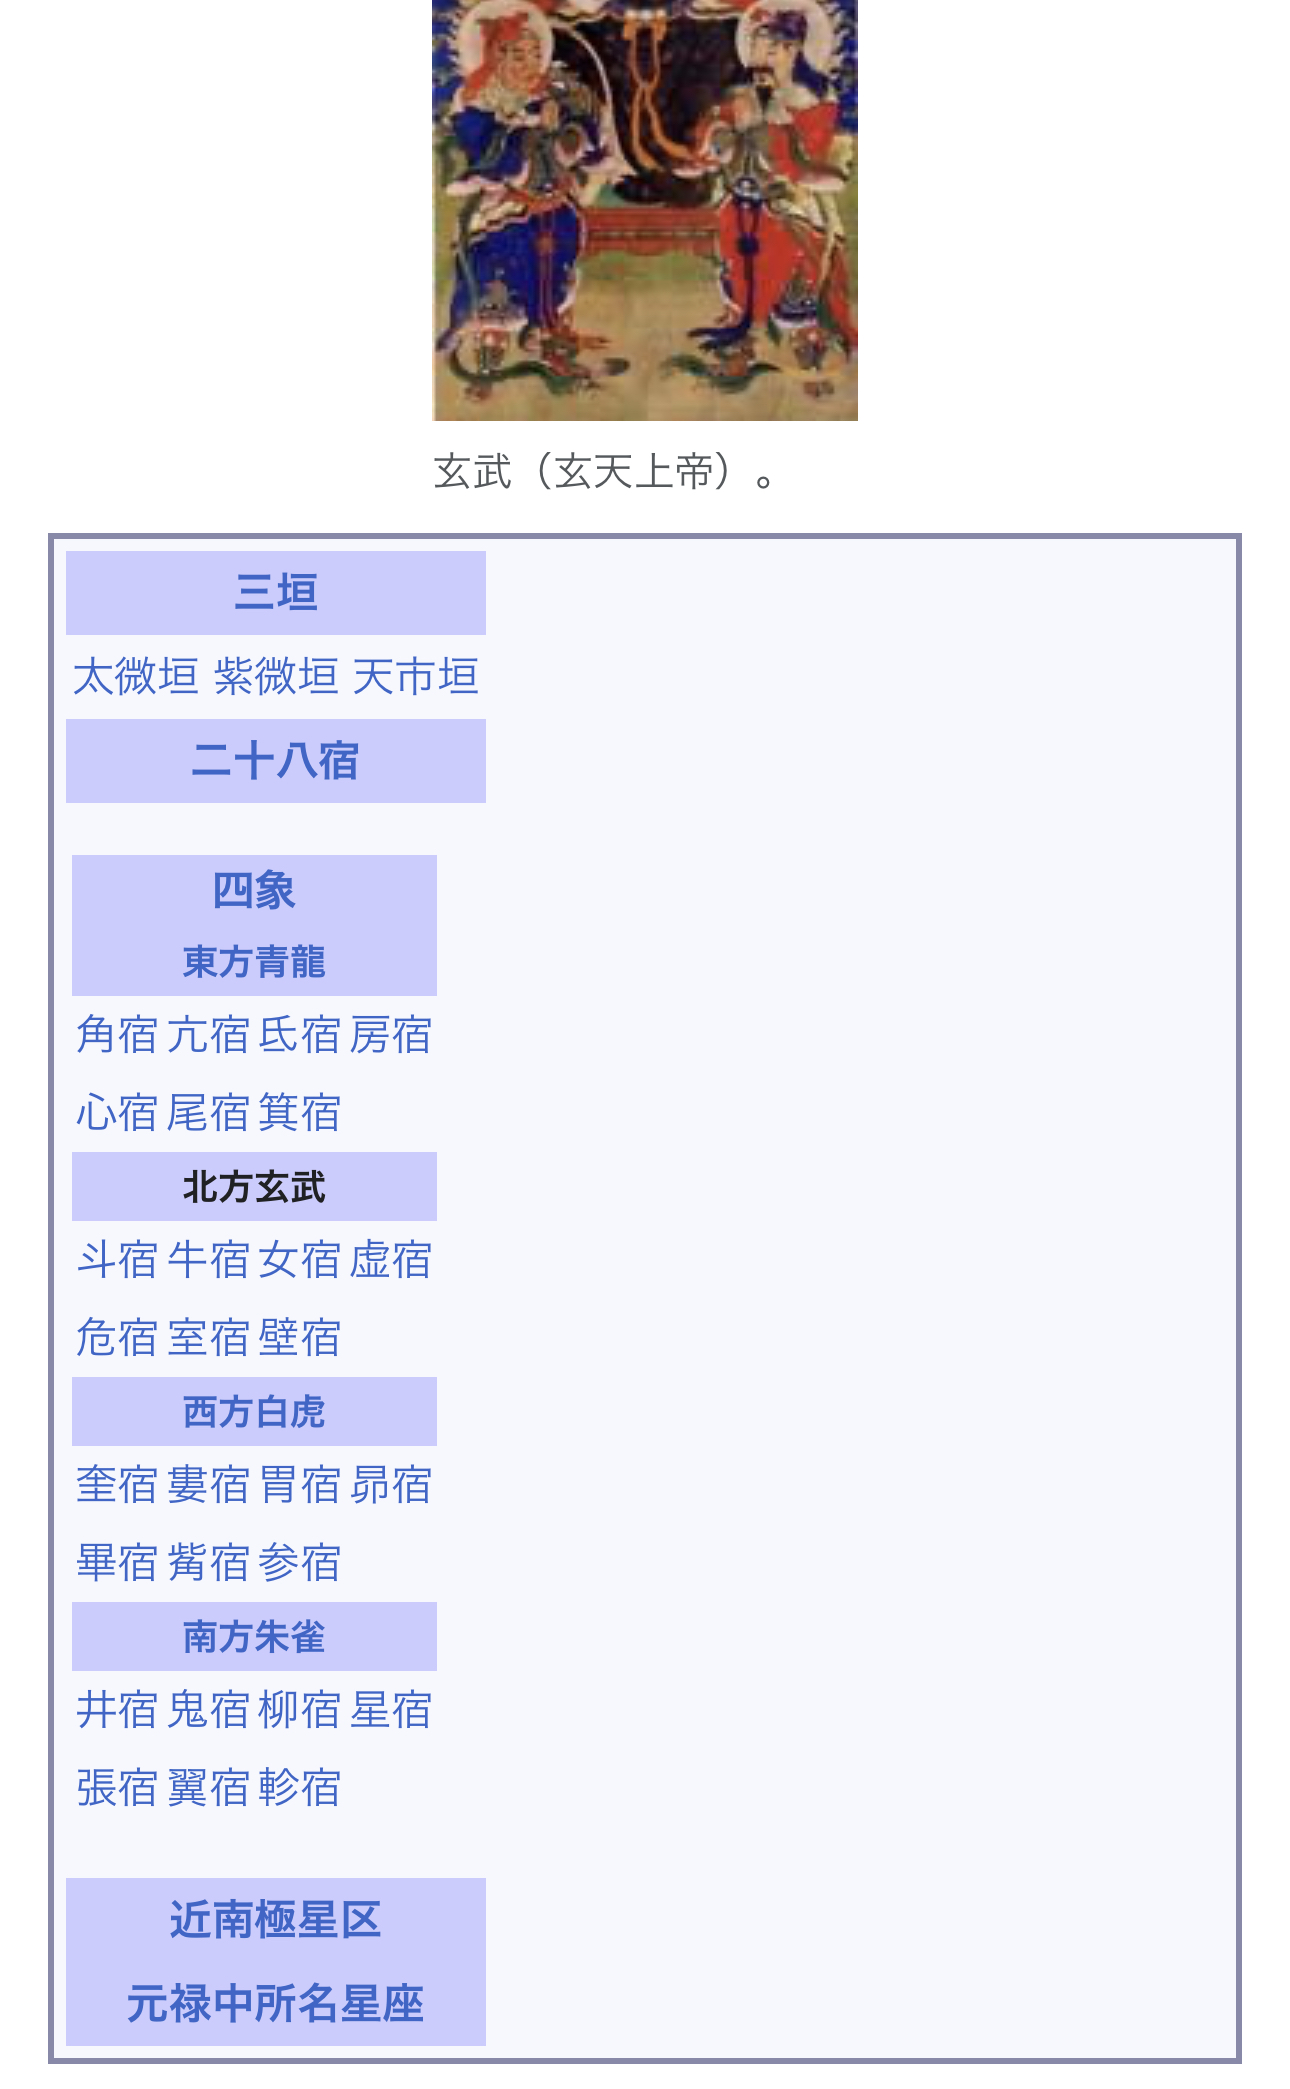 玄武（玄天上帝）。
三垣
太微垣 紫微垣 天市垣
二十八宿
四象
東方青龍
角宿 亢宿 氐宿 房宿
心宿 尾宿 箕宿
北方玄武
斗宿 牛宿 女宿 虚宿
危宿 室宿 壁宿
西方白虎
奎宿 婁宿 胃宿 昴宿
畢宿 觜宿 参宿
南方朱雀
井宿 鬼宿 柳宿 星宿
張宿 翼宿 軫宿
近南極星区
元禄中所名星座